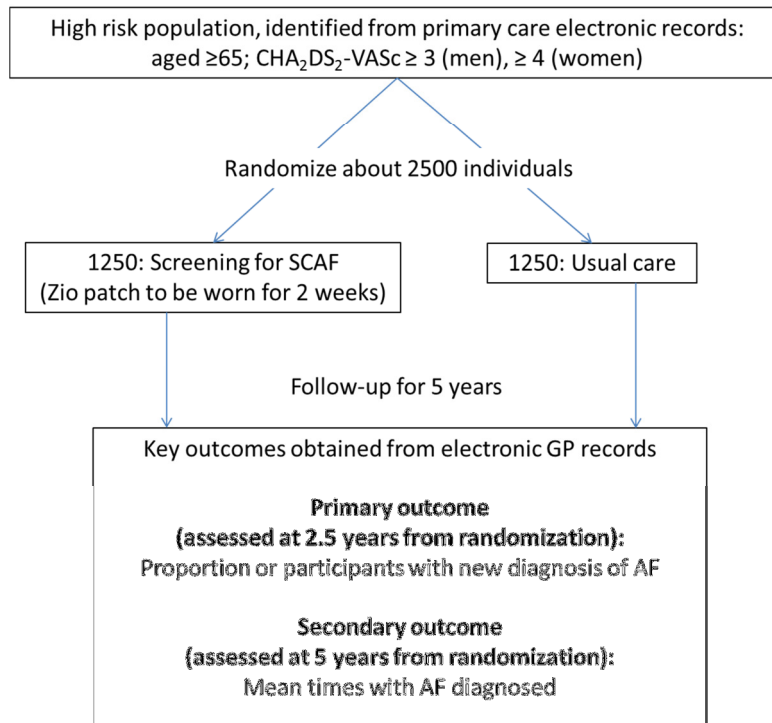 High risk population, identified from primary care electronic records:
aged ≥65; CHA₂DS₂-VASc ≥ 3 (men), ≥ 4 (women)
Randomize about 2500 individuals
1250: Screening for SCAF
(Zio patch to be worn for 2 weeks)
1250: Usual care
Follow-up for 5 years
Key outcomes obtained from electronic GP records
Primary outcome
(assessed at 2.5 years from randomization):
Proportion or participants with new diagnosis of AF
Secondary outcome
(assessed at 5 years from randomization):
Mean times with AF diagnosed